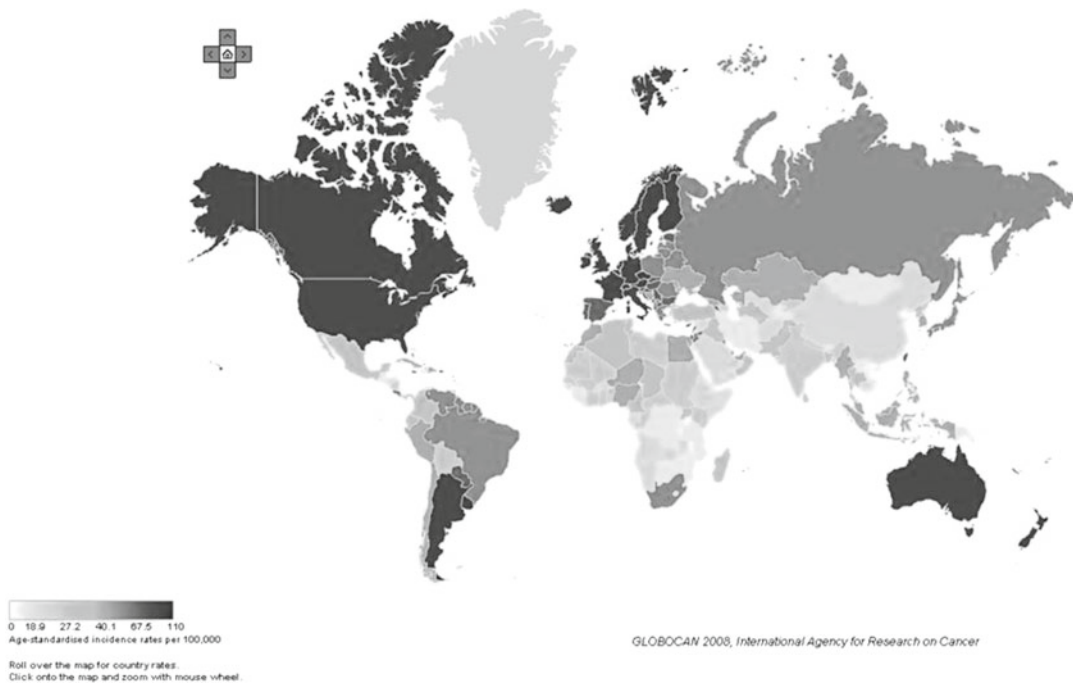 0 18.9 27.2 40.1 67.5 110
Age-standardised incidence rates per 100,000
GLOBOCAN 2008, International Agency for Research on Cancer
Roll over the map for country rates.
Click onto the map and zoom with mouse wheel.